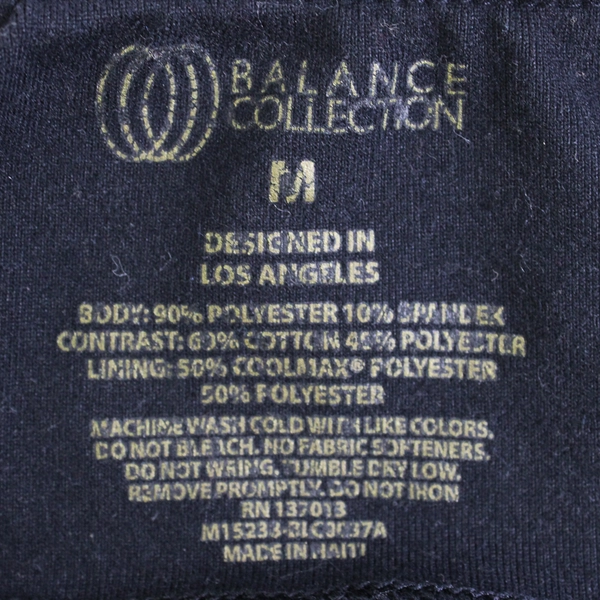 BALANCE
COLLECTION
M
DESIGNED IN
LOS ANGELES
BODY: 90% POLYESTER 10% SPANDEX
CONTRAST: 60% COTTON 40% POLYESTER
LINING: 50% COOLMAX® POLYESTER
50% POLYESTER
MACHINE WASH COLD WITH LIKE COLORS.
DO NOT BLEACH. NO FABRIC SOFTENERS.
DO NOT WRING. TUMBLE DRY LOW.
REMOVE PROMPTLY. DO NOT IRON
RN 137013
M15233-BLC0037A
MADE IN HAITI